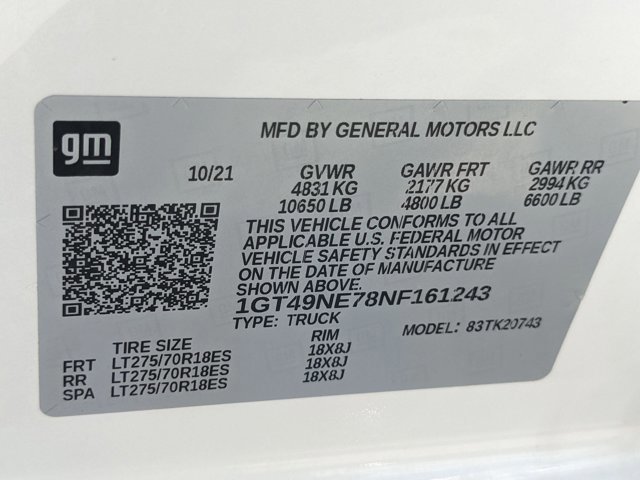 gm
MFD BY GENERAL MOTORS LLC
10/21 GVWR GAWR FRT GAWR RR
4831 KG 2177 KG 2994 KG
10650 LB 4800 LB 6600 LB
THIS VEHICLE CONFORMS TO ALL
APPLICABLE U.S. FEDERAL MOTOR
VEHICLE SAFETY STANDARDS IN EFFECT
ON THE DATE OF MANUFACTURE
SHOWN ABOVE.
1GT49NE78NF161243
TYPE: TRUCK MODEL: 83TK20743
TIRE SIZE RIM
FRT LT275/70R18ES 18X8J
RR LT275/70R18ES 18X8J
SPA LT275/70R18ES 18X8J